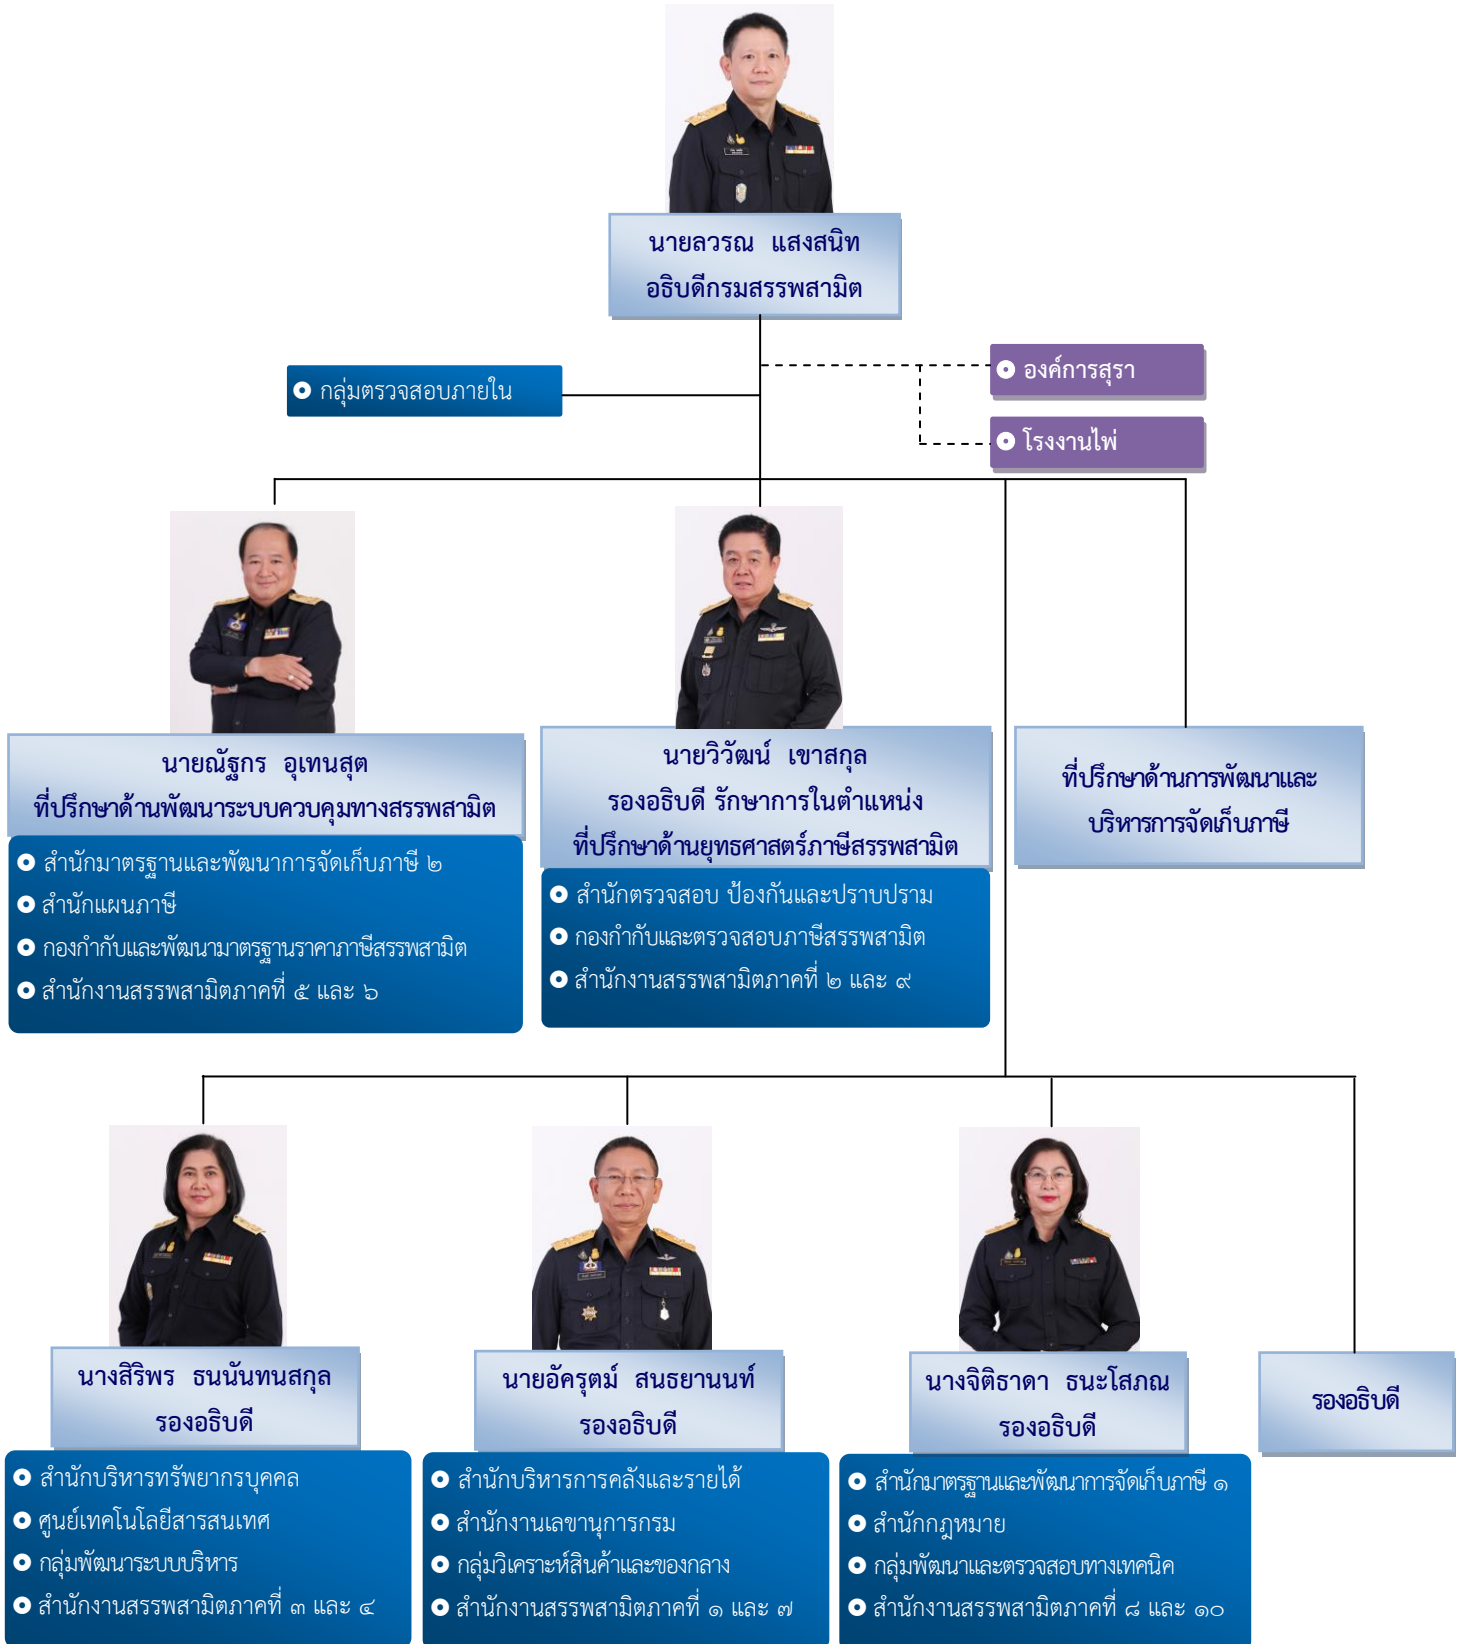 นายลวรณ แสงสนิท
อธิบดีกรมสรรพสามิต
กลุ่มตรวจสอบภายใน
องค์การสุรา
โรงงานไพ่
นายณัฐกร อุเทนสุต
ที่ปรึกษาด้านพัฒนาระบบควบคุมทางสรรพสามิต
สำนักมาตรฐานและพัฒนาการจัดเก็บภาษี ๒
สำนักแผนภาษี
กองกำกับและพัฒนามาตรฐานราคาภาษีสรรพสามิต
สำนักงานสรรพสามิตภาคที่ ๕ และ ๖
นายวิวัฒน์ เขาสกุล
รองอธิบดี รักษาการในตำแหน่ง
ที่ปรึกษาด้านยุทธศาสตร์ภาษีสรรพสามิต
สำนักตรวจสอบ ป้องกันและปราบปราม
กองกำกับและตรวจสอบภาษีสรรพสามิต
สำนักงานสรรพสามิตภาคที่ ๒ และ ๙
ที่ปรึกษาด้านการพัฒนาและ
บริหารการจัดเก็บภาษี
นางสิริพร ธนนันทนสกุล
รองอธิบดี
สำนักบริหารทรัพยากรบุคคล
ศูนย์เทคโนโลยีสารสนเทศ
กลุ่มพัฒนาระบบบริหาร
สำนักงานสรรพสามิตภาคที่ ๓ และ ๔
นายอัครุตม์ สนธยานนท์
รองอธิบดี
สำนักบริหารการคลังและรายได้
สำนักงานเลขานุการกรม
กลุ่มวิเคราะห์สินค้าและของกลาง
สำนักงานสรรพสามิตภาคที่ ๑ และ ๗
นางจิติธาดา ธนะโสภณ
รองอธิบดี
สำนักมาตรฐานและพัฒนาการจัดเก็บภาษี ๑
สำนักกฎหมาย
กลุ่มพัฒนาและตรวจสอบทางเทคนิค
สำนักงานสรรพสามิตภาคที่ ๘ และ ๑๐
รองอธิบดี